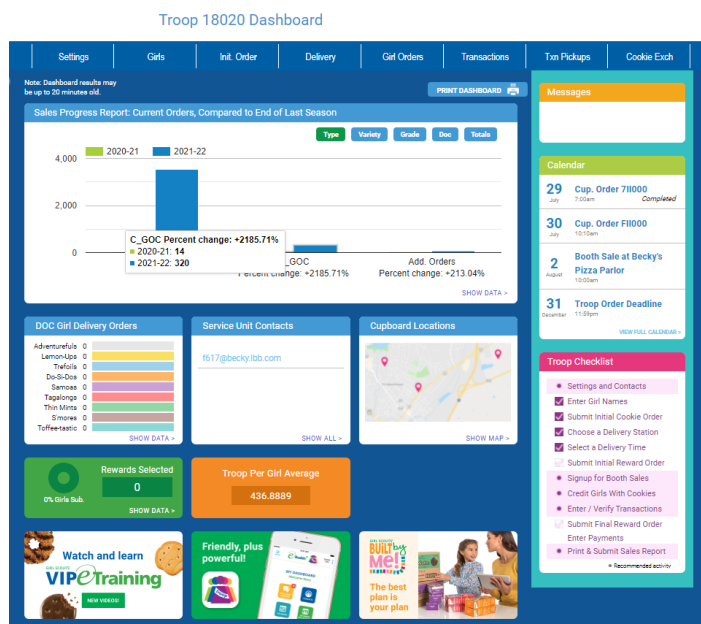 Troop 18020 Dashboard
Settings
Girls
Init. Order
Delivery
Girl Orders
Transactions
Txn Pickups
Cookie Exch
Note: Dashboard results may
be up to 20 minutes old.
PRINT DASHBOARD
Sales Progress Report: Current Orders, Compared to End of Last Season
Type
Variety
Grade
Doc
Totals
2020-21
2021-22
4,000
2,000
0
C_GOC Percent change: +2185.71%
2020-21: 14
2021-22: 320
_GOC
Percent change: +2185.71%
Add. Orders
Percent change: +213.04%
SHOW DATA >
DOC Girl Delivery Orders
Adventurefuls 0
Lemon-Ups 0
Trefoils 0
Do-Si-Dos 0
Samoas 0
Tagalongs 0
Thin Mints 0
S'mores 0
Toffee-tastic 0
SHOW DATA >
Service Unit Contacts
f617@becky.lbb.com
SHOW ALL >
Cupboard Locations
SHOW MAP >
Rewards Selected
0
0% Girls Sub.
SHOW DATA >
Troop Per Girl Average
436.8889
Watch and learn
GIRL SCOUTS'
VIPeTraining
NEW VIDEOS!
Friendly, plus
powerful!
MY DASHBOARD
GIRL SCOUTS'
BUILT by
ME!
The best
plan is
your plan
Messages
Calendar
29
July
Cup. Order 7II000
7:00am
Completed
30
July
Cup. Order FII000
10:10am
2
August
Booth Sale at Becky's
Pizza Parlor
10:00am
31
December
Troop Order Deadline
11:59pm
VIEW FULL CALENDAR >
Troop Checklist
Settings and Contacts
Enter Girl Names
Submit Initial Cookie Order
Choose a Delivery Station
Select a Delivery Time
Submit Initial Reward Order
Signup for Booth Sales
Credit Girls With Cookies
Enter / Verify Transactions
Submit Final Reward Order
Enter Payments
Print & Submit Sales Report
* Recommended activity